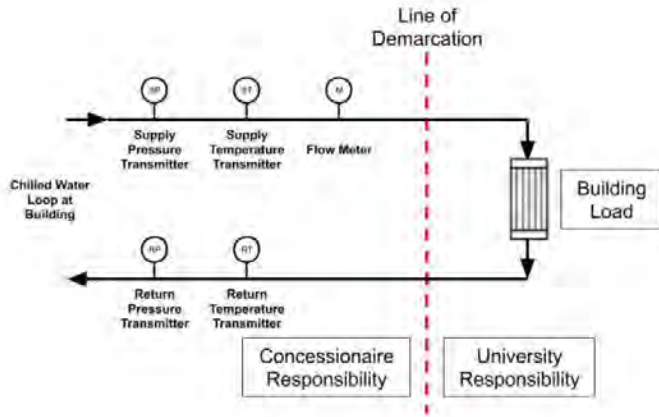 Line of
Demarcation
SP
ST
M
Supply
Pressure
Transmitter
Supply
Temperature
Transmitter
Flow Meter
Chilled Water
Loop at
Building
Building
Load
RP
RT
Return
Pressure
Transmitter
Return
Temperature
Transmitter
Concessionaire
Responsibility
University
Responsibility